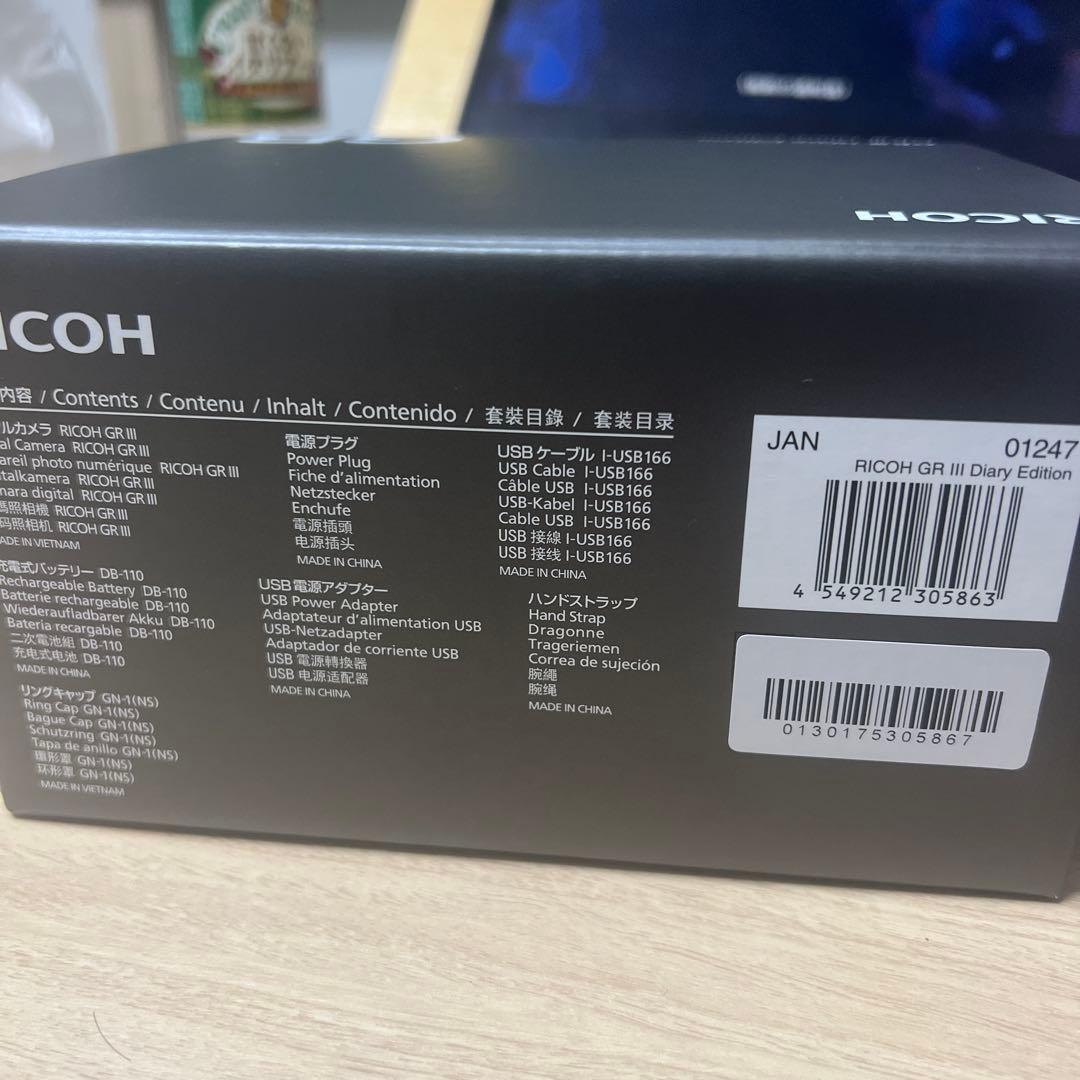 RICOH
ICOH
内容 / Contents / Contenu / Inhalt / Contenido / 套裝目錄 / 套装目录
ルカメラ RICOH GR III
al Camera RICOH GR III
areil photo numérique RICOH GR III
talkamera RICOH GR III
mara digital RICOH GR III
碼照相機 RICOH GR III
码照相机 RICOH GR III
ADE IN VIETNAM
充電式バッテリー DB-110
Rechargeable Battery DB-110
Batterie rechargeable DB-110
Wiederaufladbarer Akku DB-110
Bateria recargable DB-110
二次電池組 DB-110
充电式电池 DB-110
MADE IN CHINA
リングキャップ GN-1(NS)
Ring Cap GN-1(NS)
Bague Cap GN-1(NS)
Schutzring GN-1(NS)
Tapa de anillo GN-1(NS)
環形罩 GN-1(NS)
环形罩 GN-1(NS)
MADE IN VIETNAM
電源プラグ
Power Plug
Fiche d'alimentation
Netzstecker
Enchufe
電源插頭
电源插头
MADE IN CHINA
USB電源アダプター
USB Power Adapter
Adaptateur d'alimentation USB
USB-Netzadapter
Adaptador de corriente USB
USB 電源轉換器
USB 电源适配器
MADE IN CHINA
USBケーブル I-USB166
USB Cable I-USB166
Câble USB I-USB166
USB-Kabel I-USB166
Cable USB I-USB166
USB 接線 I-USB166
USB 接线 I-USB166
MADE IN CHINA
ハンドストラップ
Hand Strap
Dragonne
Trageriemen
Correa de sujeción
腕繩
腕绳
MADE IN CHINA
JAN 01247
RICOH GR III Diary Edition
4 549212 305863
0130175305867